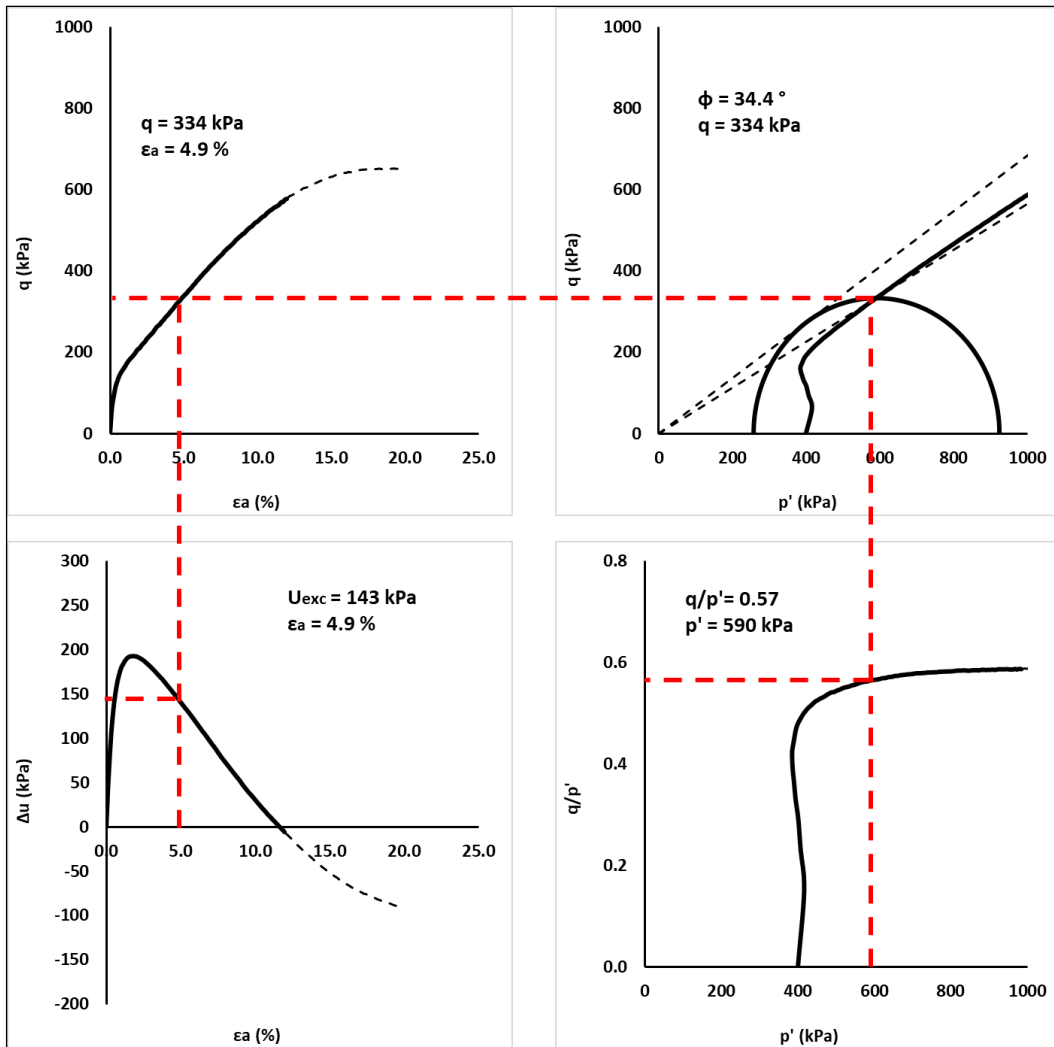 1000
800
600
400
200
0
q (kPa)
q = 334 kPa
εa = 4.9 %
0.0 5.0 10.0 15.0 20.0 25.0
εa (%)
1000
800
600
400
200
0
q (kPa)
ϕ = 34.4 °
q = 334 kPa
0 200 400 600 800 1000
p' (kPa)
300
250
200
150
100
50
0
-50
-100
-150
-200
Δu (kPa)
Uexc = 143 kPa
εa = 4.9 %
0.0 5.0 10.0 15.0 20.0 25.0
εa (%)
0.8
0.6
0.4
0.2
0.0
q/p'
q/p'= 0.57
p' = 590 kPa
0 200 400 600 800 1000
p' (kPa)